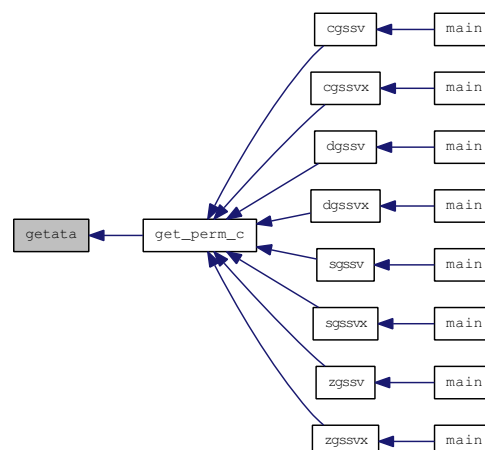 cgssv main
cgssvx main
dgssv main
dgssvx main
getata get_perm_c
sgssv main
sgssvx main
zgssv main
zgssvx main